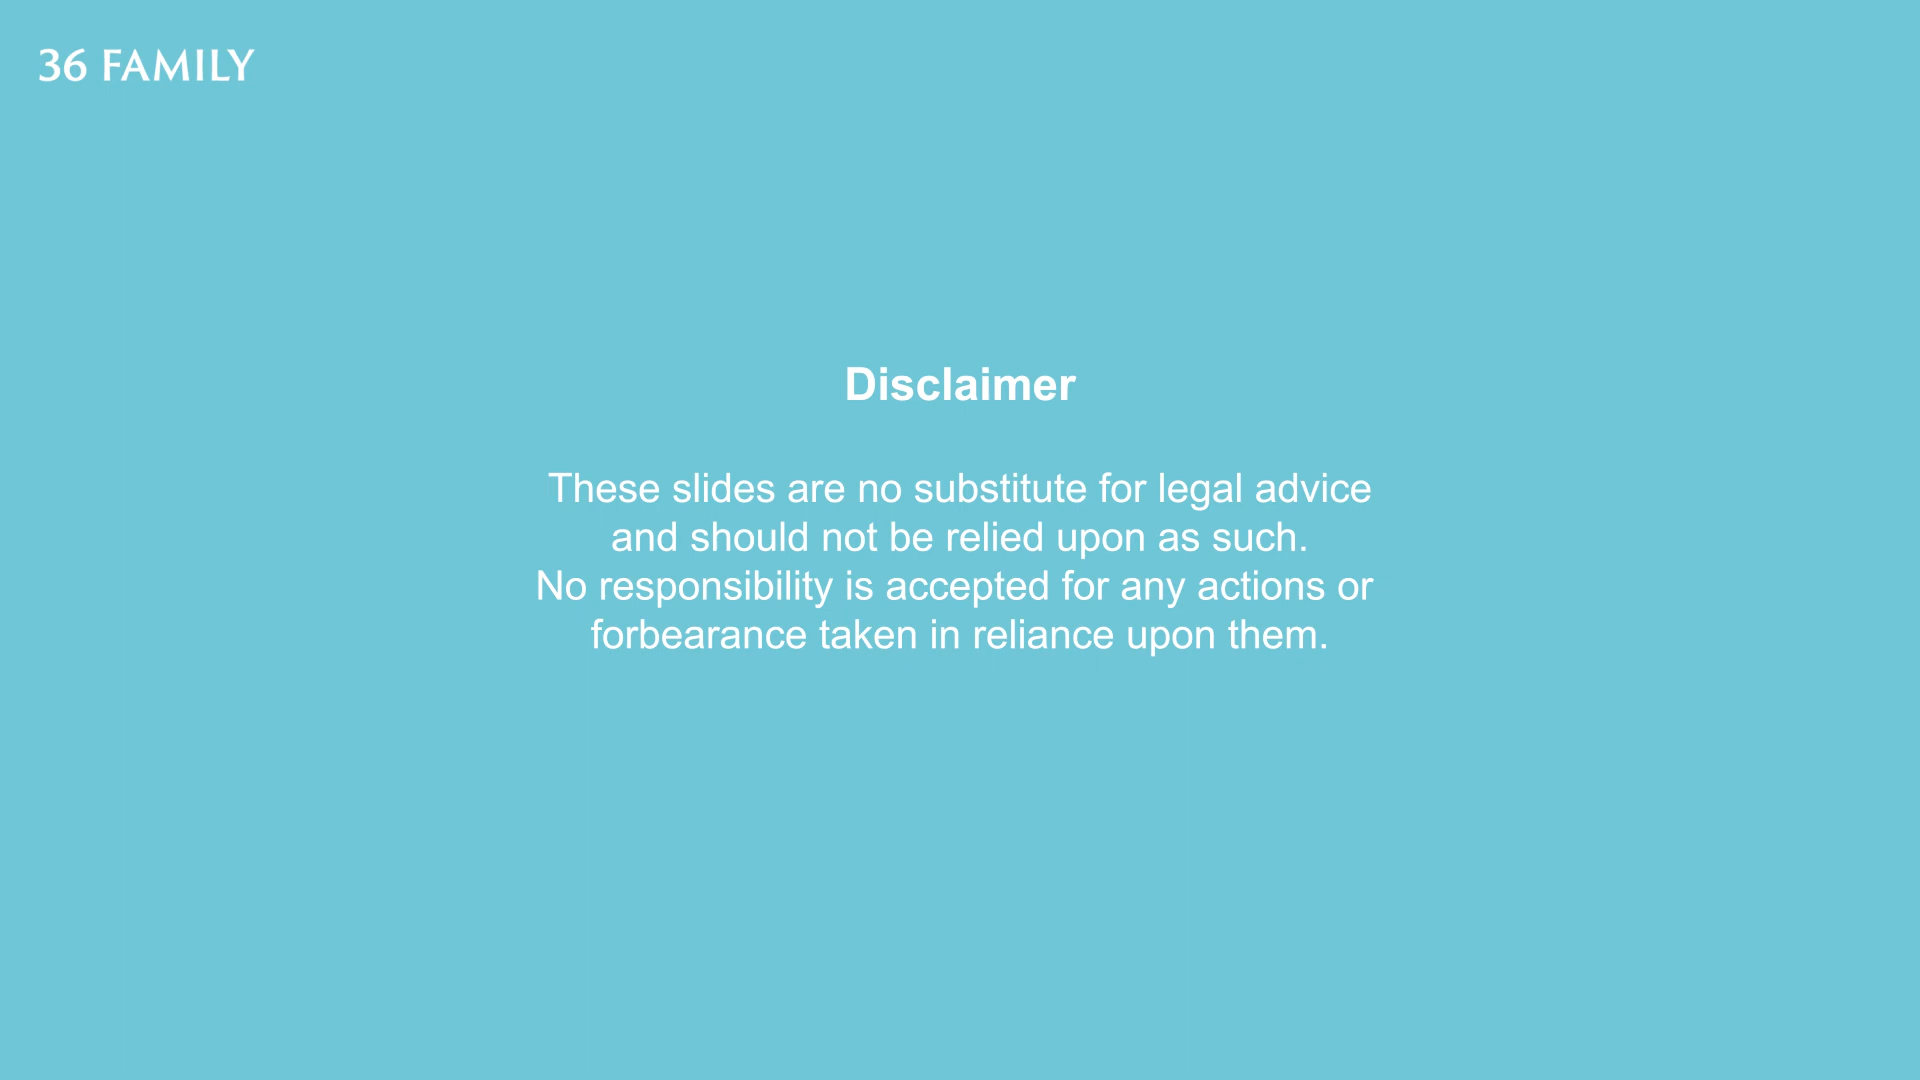 36 FAMILY
Disclaimer
These slides are no substitute for legal advice
and should not be relied upon as such.
No responsibility is accepted for any actions or
forbearance taken in reliance upon them.